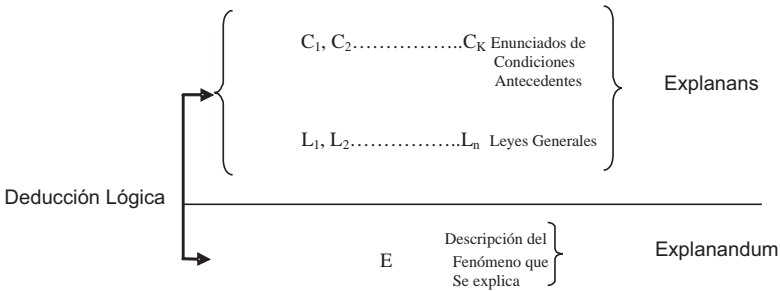 C1, C2……………..CK Enunciados de
Condiciones
Antecedentes
Explanans
L1, L2……………..Ln Leyes Generales
Deducción Lógica
E
Descripción del
Fenómeno que
Se explica
Explanandum